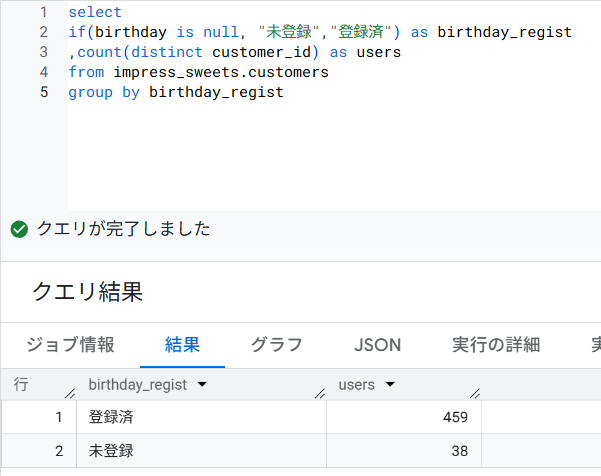 1 select
2 if(birthday is null, "未登録","登録済") as birthday_regist
3 ,count(distinct customer_id) as users
4 from impress_sweets.customers
5 group by birthday_regist
クエリが完了しました
クエリ結果
ジョブ情報 結果 グラフ JSON 実行の詳細
行 birthday_regist users
1 登録済 459
2 未登録 38